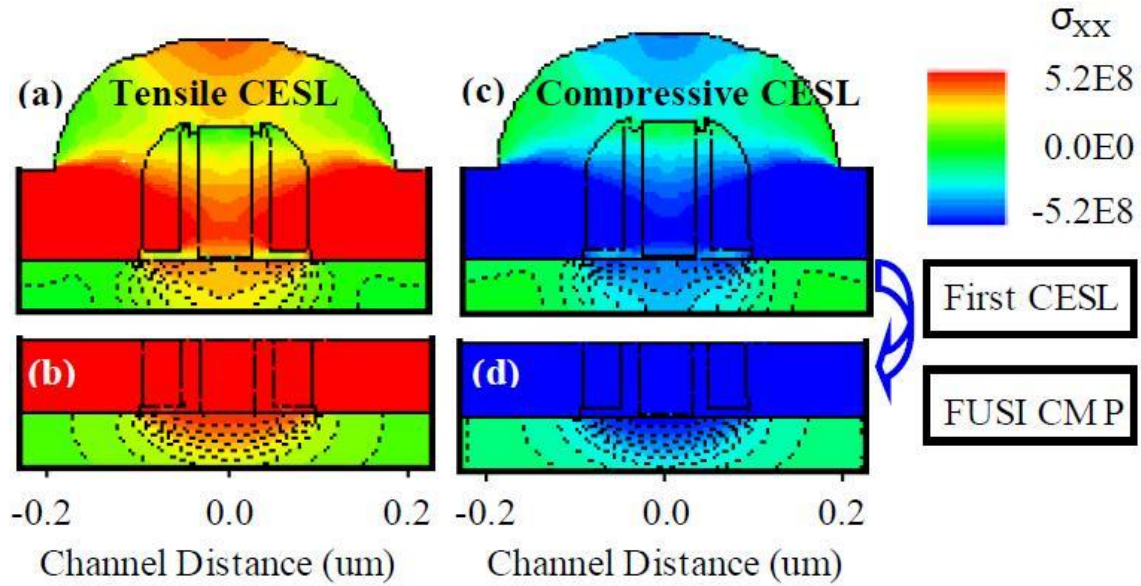 (a) Tensile CESL
(c) Compressive CESL
σXX
5.2E8
0.0E0
-5.2E8
First CESL
(b)
(d)
FUSI CMP
-0.2 0.0 0.2
-0.2 0.0 0.2
Channel Distance (um)
Channel Distance (um)